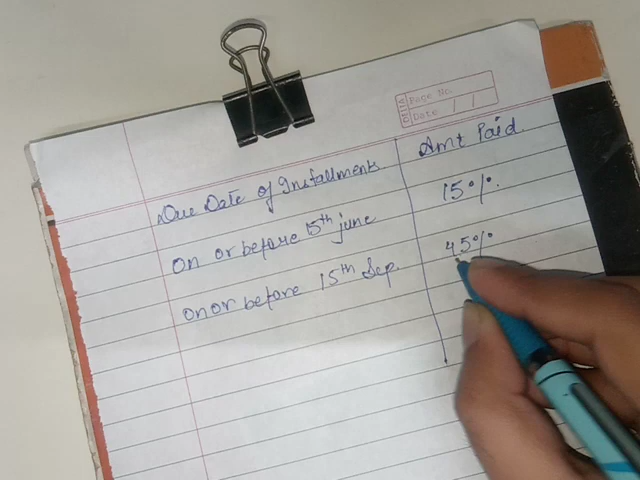 Page No.
Date / /
Due Date of Installments Amt Paid.
On or before 15th june 15%.
On or before 15th Sep. 45%